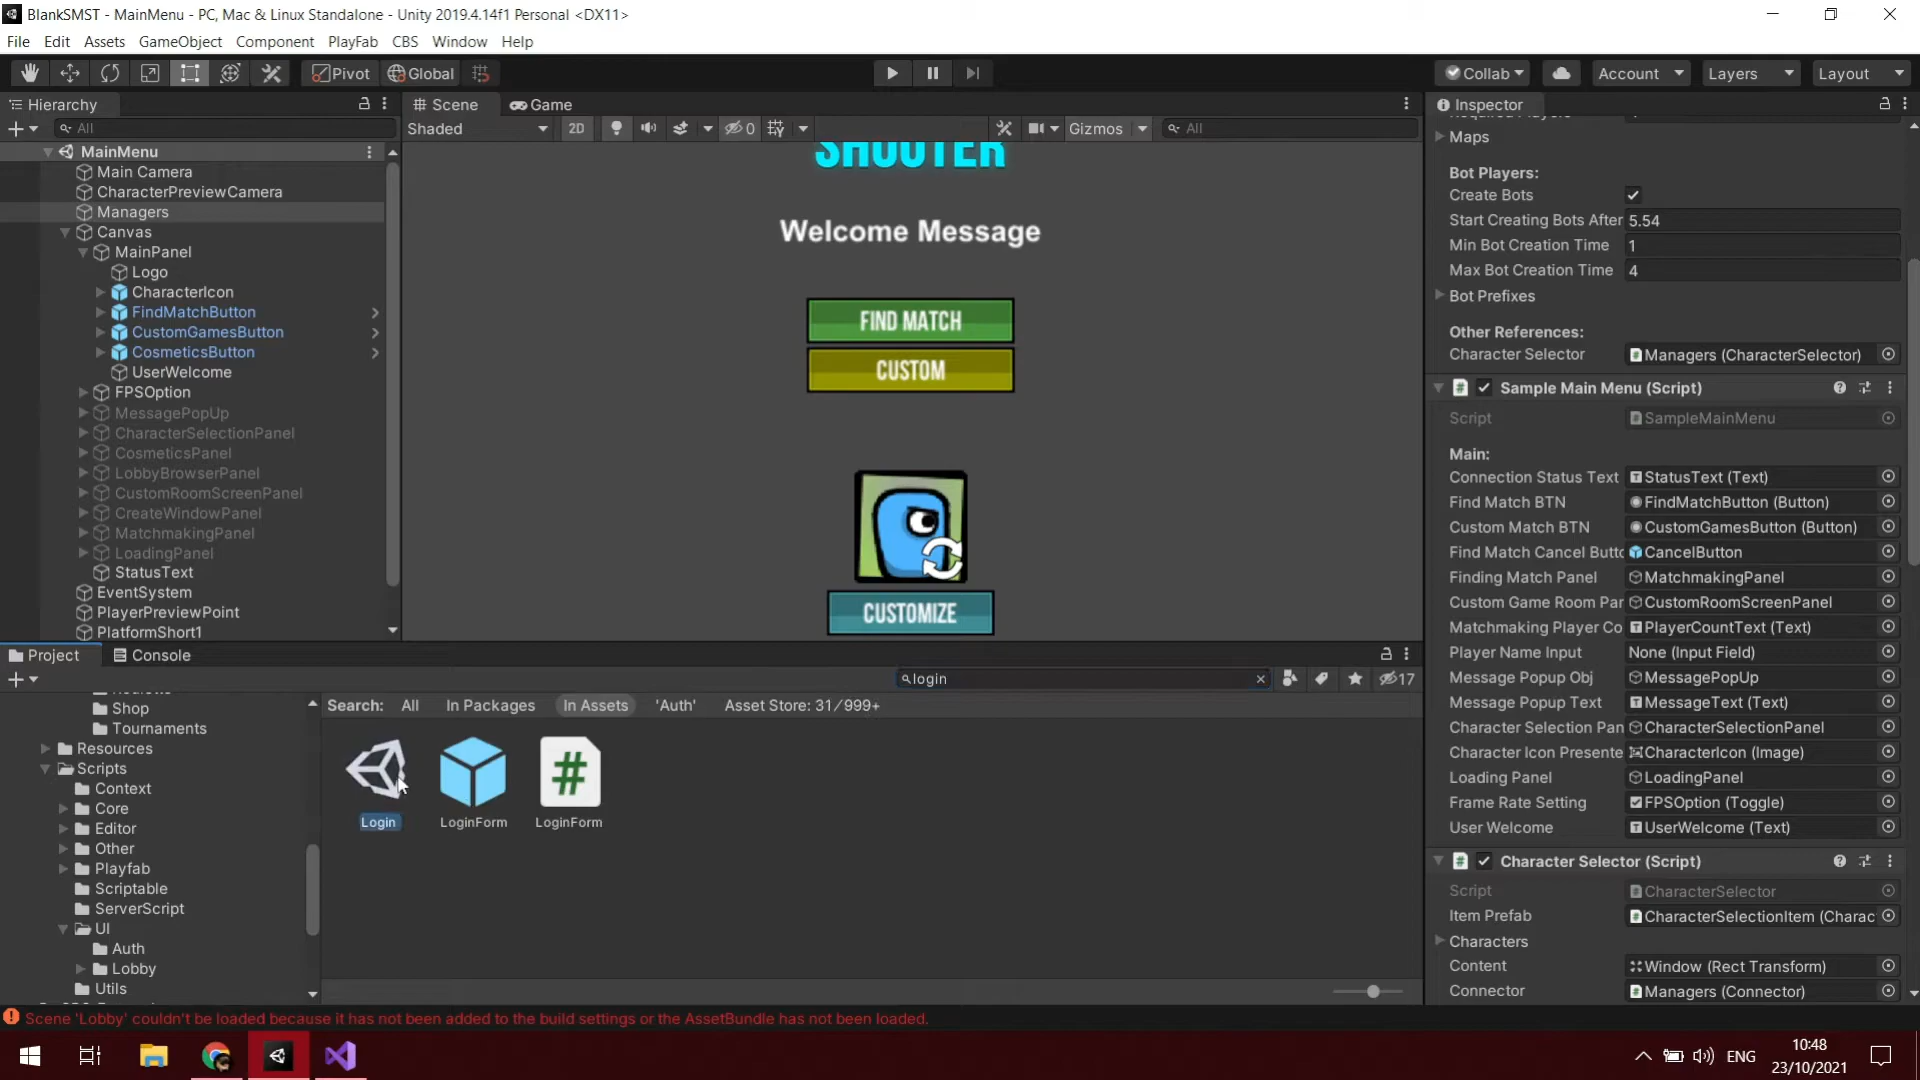 BlankSMST - MainMenu - PC, Mac & Linux Standalone - Unity 2019.4.14f1 Personal <DX11>
File Edit Assets GameObject Component PlayFab CBS Window Help
Pivot Global Collab Account Layers Layout
Hierarchy
All
MainMenu
Main Camera
CharacterPreviewCamera
Managers
Canvas
MainPanel
Logo
CharacterIcon
FindMatchButton
CustomGamesButton
CosmeticsButton
UserWelcome
FPSOption
MessagePopUp
CharacterSelectionPanel
CosmeticsPanel
LobbyBrowserPanel
CustomRoomScreenPanel
CreateWindowPanel
MatchmakingPanel
LoadingPanel
StatusText
EventSystem
PlayerPreviewPoint
PlatformShort1
Scene Game
Shaded 2D 0 Gizmos All
SHOOTER
Welcome Message
FIND MATCH
CUSTOM
CUSTOMIZE
Inspector
Maps
Bot Players:
Create Bots
Start Creating Bots After 5.54
Min Bot Creation Time 1
Max Bot Creation Time 4
Bot Prefixes
Other References:
Character Selector Managers (CharacterSelector)
Sample Main Menu (Script)
Script SampleMainMenu
Main:
Connection Status Text StatusText (Text)
Find Match BTN FindMatchButton (Button)
Custom Match BTN CustomGamesButton (Button)
Find Match Cancel Butto CancelButton
Finding Match Panel MatchmakingPanel
Custom Game Room Pan CustomRoomScreenPanel
Matchmaking Player Co PlayerCountText (Text)
Player Name Input None (Input Field)
Message Popup Obj MessagePopUp
Message Popup Text MessageText (Text)
Character Selection Pan CharacterSelectionPanel
Character Icon Presente CharacterIcon (Image)
Loading Panel LoadingPanel
Frame Rate Setting FPSOption (Toggle)
User Welcome UserWelcome (Text)
Character Selector (Script)
Script CharacterSelector
Item Prefab CharacterSelectionItem (Charac
Characters
Content Window (Rect Transform)
Connector Managers (Connector)
Project Console
login 17
Search: All In Packages In Assets 'Auth' Asset Store: 31/999+
Shop
Tournaments
Resources
Scripts
Context
Core
Editor
Other
Playfab
Scriptable
ServerScript
UI
Auth
Lobby
Utils
Login LoginForm LoginForm
Scene 'Lobby' couldn't be loaded because it has not been added to the build settings or the AssetBundle has not been loaded.
ENG
10:48
23/10/2021